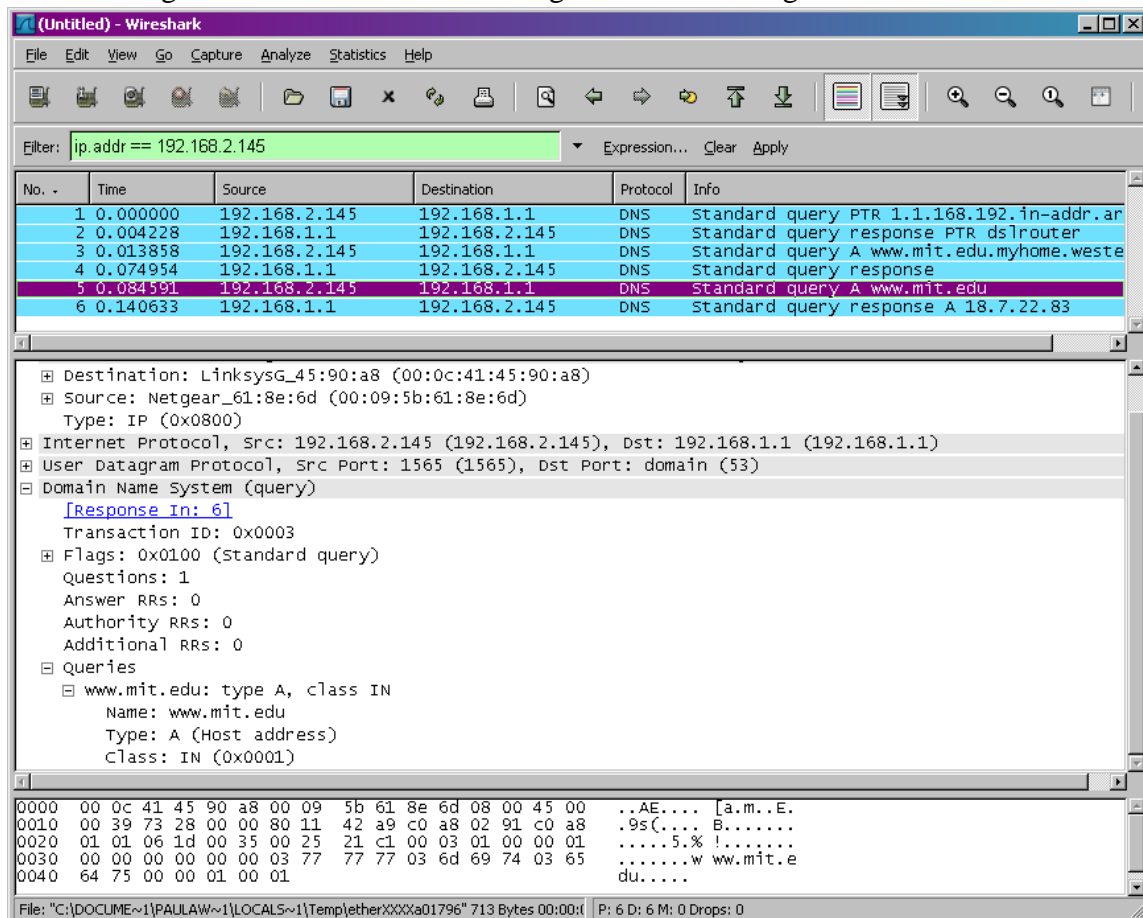 (Untitled) - Wireshark
File Edit View Go Capture Analyze Statistics Help
Filter: ip.addr == 192.168.2.145 Expression... Clear Apply
No. - Time Source Destination Protocol Info
1 0.000000 192.168.2.145 192.168.1.1 DNS Standard query PTR 1.1.168.192.in-addr.ar
2 0.004228 192.168.1.1 192.168.2.145 DNS Standard query response PTR dslrouter
3 0.013858 192.168.2.145 192.168.1.1 DNS Standard query A www.mit.edu.myhome.weste
4 0.074954 192.168.1.1 192.168.2.145 DNS Standard query response
5 0.084591 192.168.2.145 192.168.1.1 DNS Standard query A www.mit.edu
6 0.140633 192.168.1.1 192.168.2.145 DNS Standard query response A 18.7.22.83
Destination: LinksysG_45:90:a8 (00:0c:41:45:90:a8)
Source: Netgear_61:8e:6d (00:09:5b:61:8e:6d)
Type: IP (0x0800)
Internet Protocol, Src: 192.168.2.145 (192.168.2.145), Dst: 192.168.1.1 (192.168.1.1)
User Datagram Protocol, Src Port: 1565 (1565), Dst Port: domain (53)
Domain Name System (query)
[Response In: 6]
Transaction ID: 0x0003
Flags: 0x0100 (Standard query)
Questions: 1
Answer RRs: 0
Authority RRs: 0
Additional RRs: 0
Queries
www.mit.edu: type A, class IN
Name: www.mit.edu
Type: A (Host address)
Class: IN (0x0001)
0000 00 0c 41 45 90 a8 00 09 5b 61 8e 6d 08 00 45 00 ..AE.... [a.m..E.
0010 00 39 73 28 00 00 80 11 42 a9 c0 a8 02 91 c0 a8 .9s(.... B.......
0020 01 01 06 1d 00 35 00 25 21 c1 00 03 01 00 00 01 .....5.% !.......
0030 00 00 00 00 00 00 03 77 77 77 03 6d 69 74 03 65 .......w ww.mit.e
0040 64 75 00 00 01 00 01 du.....
File: "C:\DOCUME~1\PAULAW~1\LOCALS~1\Temp\etherXXXXa01796" 713 Bytes 00:00:( P: 6 D: 6 M: 0 Drops: 0